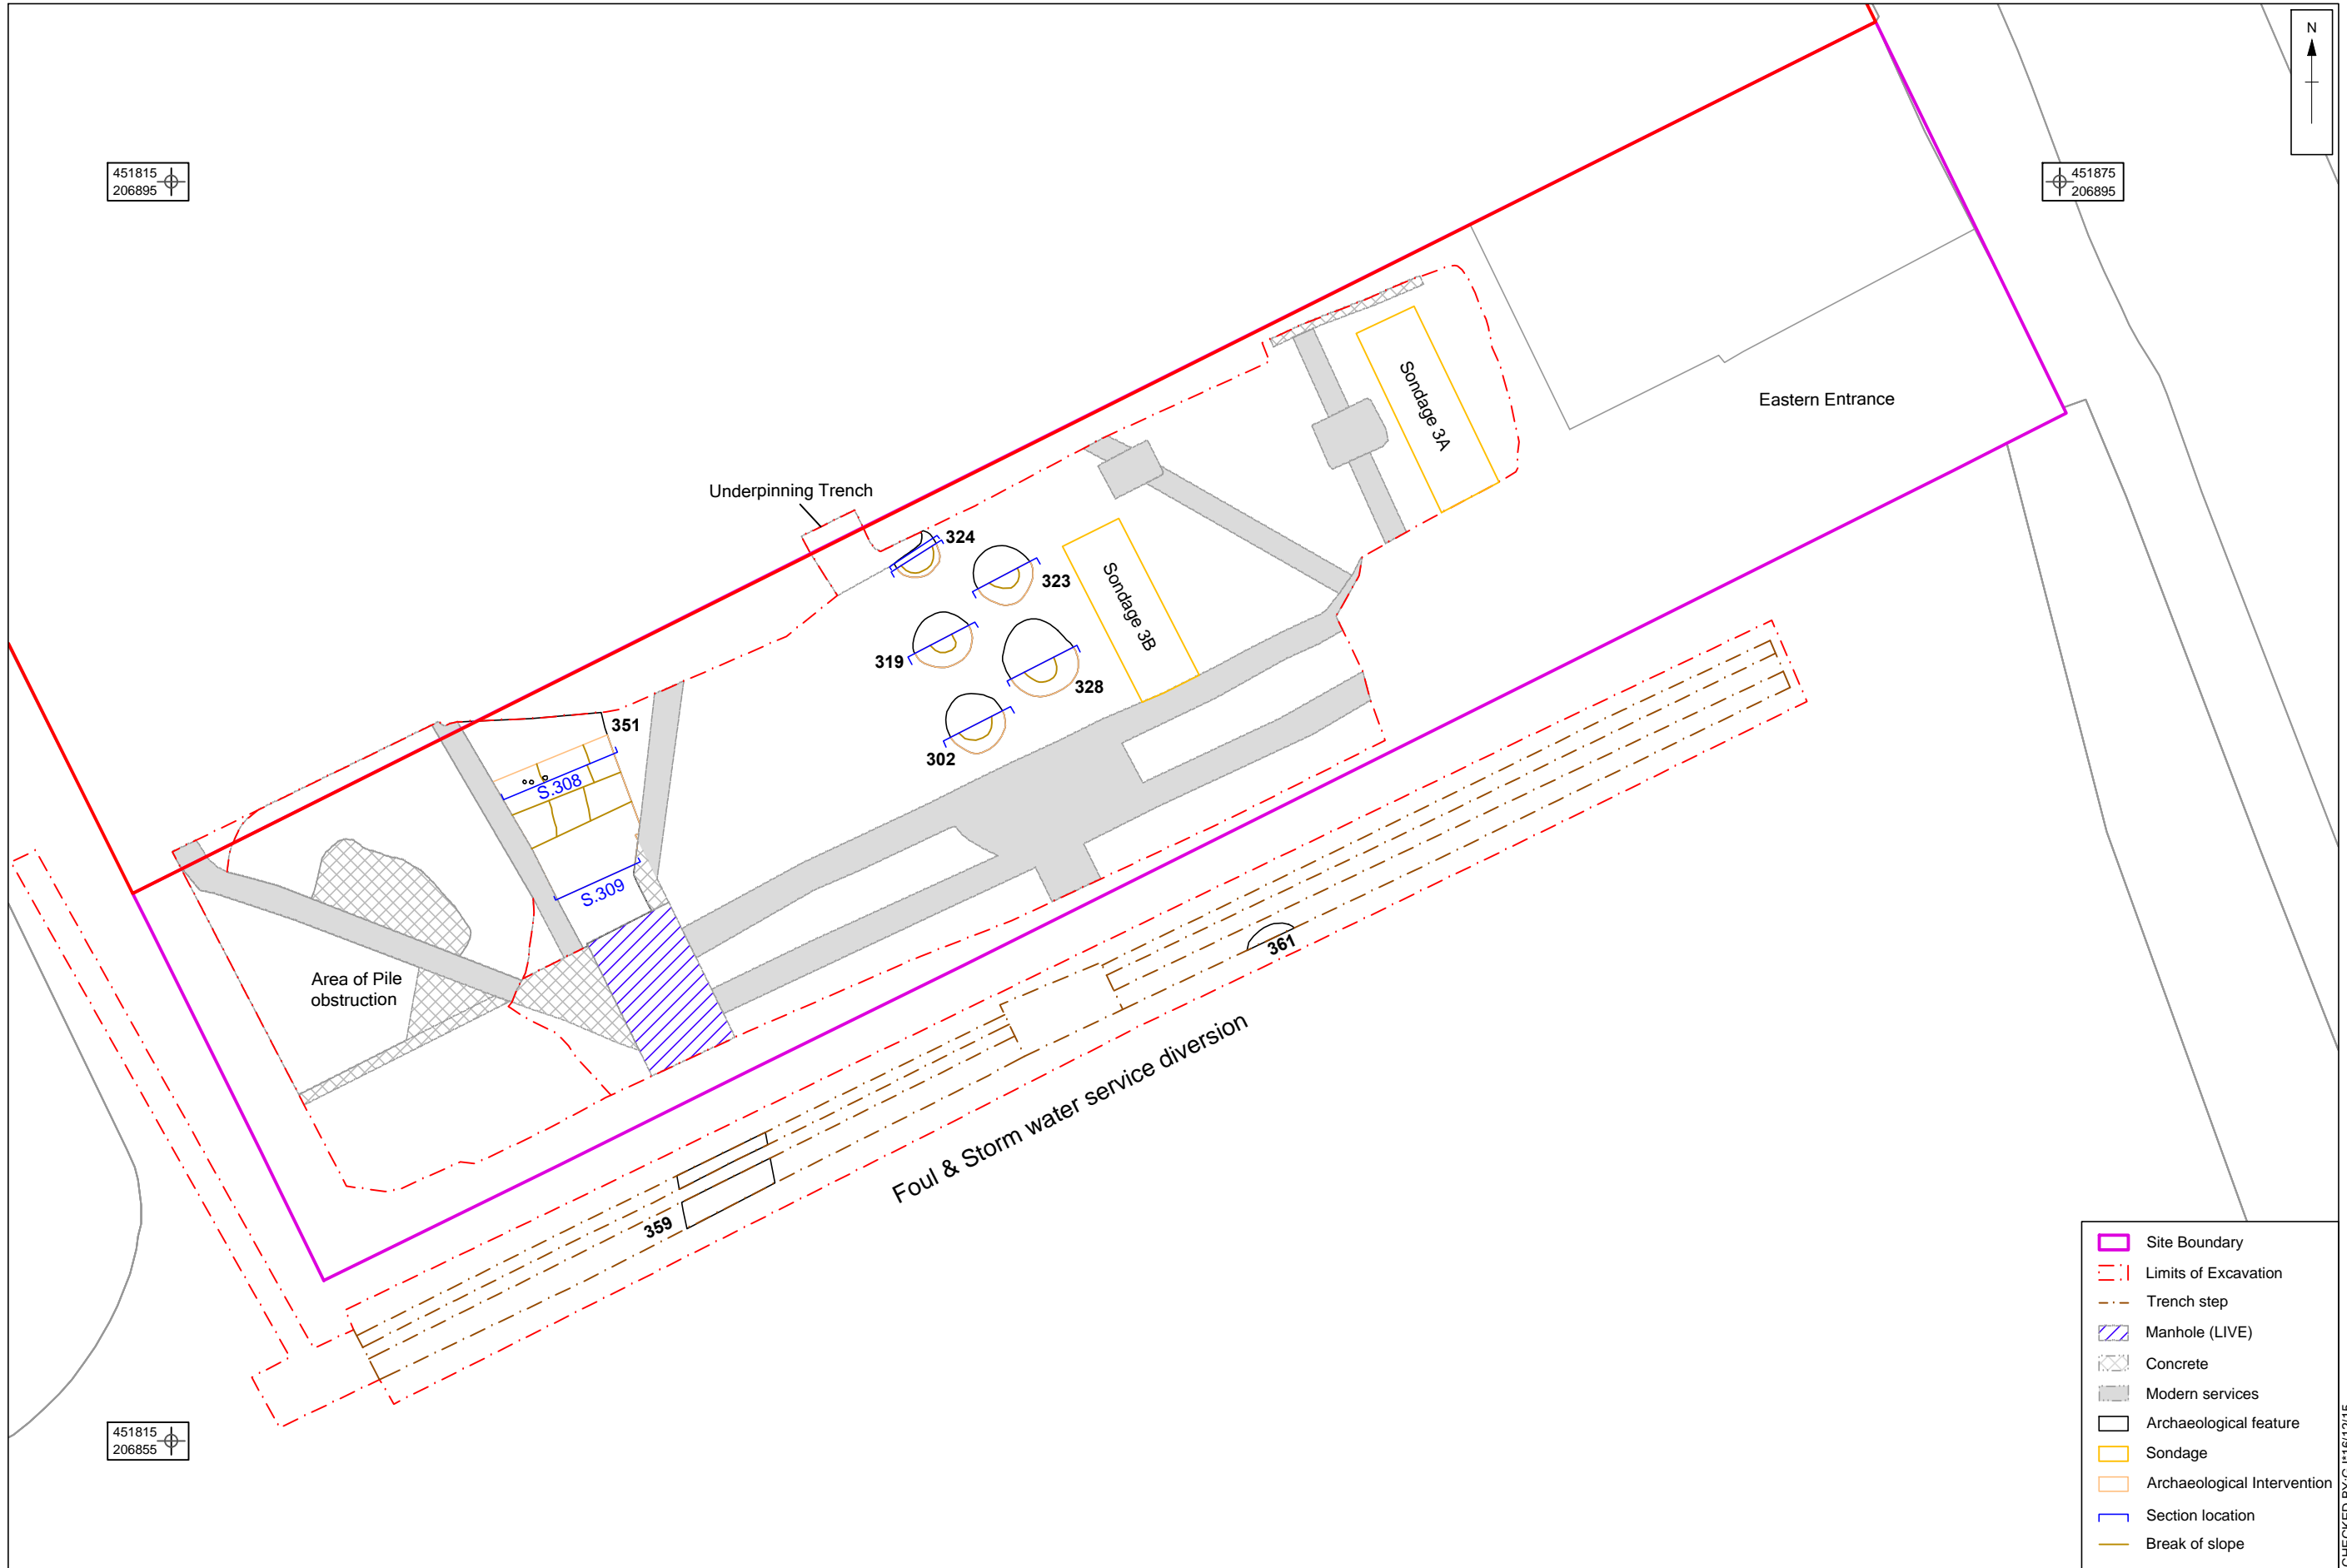 N
451815
206895
451875
206895
Eastern Entrance
Sondage 3A
Underpinning Trench
324
323
Sondage 3B
319
328
302
351
S.308
S.309
Area of Pile
obstruction
361
Foul & Storm water service diversion
359
451815
206855
Site Boundary
Limits of Excavation
Trench step
Manhole (LIVE)
Concrete
Modern services
Archaeological feature
Sondage
Archaeological Intervention
Section location
Break of slope